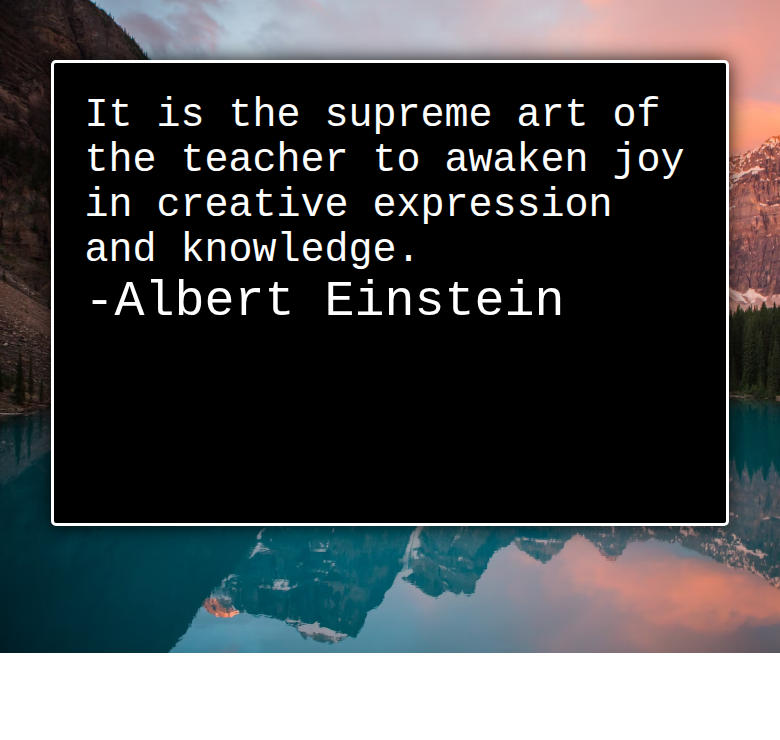 It is the supreme art of
the teacher to awaken joy
in creative expression
and knowledge.
-Albert Einstein